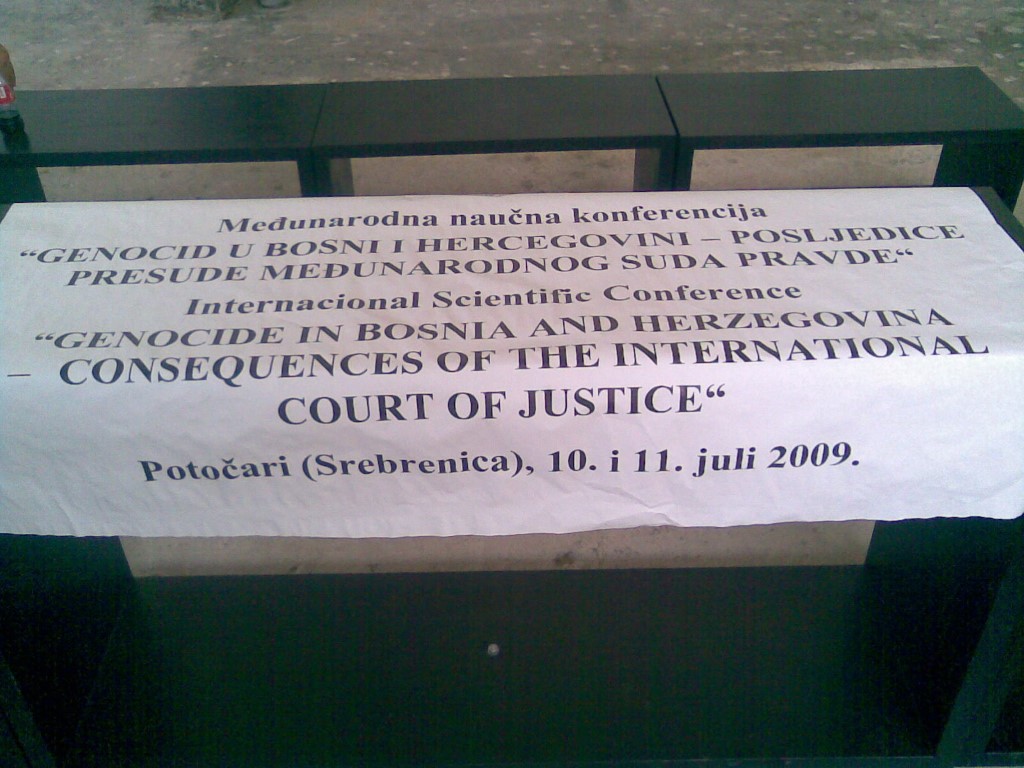 Međunarodna naučna konferencija
“GENOCID U BOSNI I HERCEGOVINI – POSLJEDICE
PRESUDE MEĐUNARODNOG SUDA PRAVDE“
Internacional Scientific Conference
“GENOCIDE IN BOSNIA AND HERZEGOVINA
– CONSEQUENCES OF THE INTERNATIONAL
COURT OF JUSTICE“
Potočari (Srebrenica), 10. i 11. juli 2009.